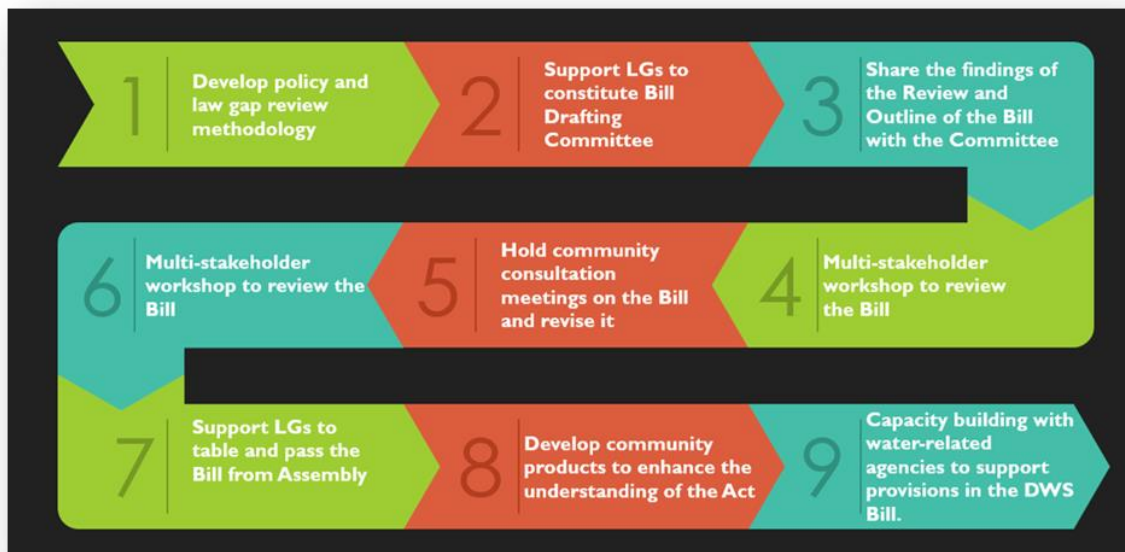 1
Develop policy and
law gap review
methodology
2
Support LGs to
constitute Bill
Drafting
Committee
3
Share the findings of
the Review and
Outline of the Bill
with the Committee
4
Multi-stakeholder
workshop to review
the Bill
5
Hold community
consultation
meetings on the Bill
and revise it
6
Multi-stakeholder
workshop to review the
Bill
7
Support LGs to
table and pass the
Bill from Assembly
8
Develop community
products to enhance the
understanding of the Act
9
Capacity building with
water-related
agencies to support
provisions in the DWS
Bill.